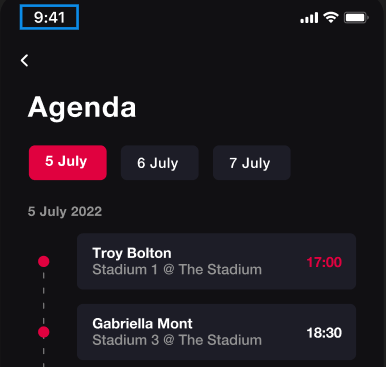 9:41
Agenda
5 July
6 July
7 July
5 July 2022
Troy Bolton
Stadium 1 @ The Stadium
17:00
Gabriella Mont
Stadium 3 @ The Stadium
18:30